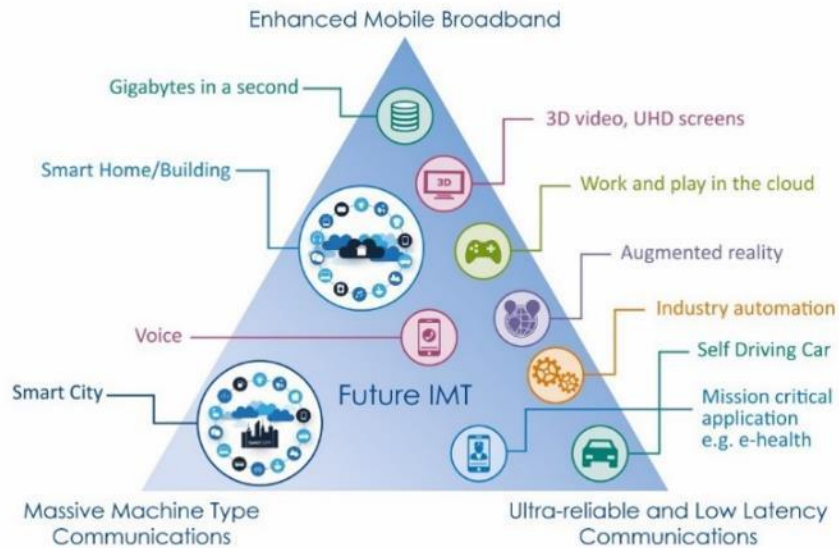 Enhanced Mobile Broadband
Gigabytes in a second
3D video, UHD screens
Smart Home/Building
3D
Work and play in the cloud
Augmented reality
Industry automation
Voice
Self Driving Car
Smart City
Future IMT
Mission critical
application
e.g. e-health
Massive Machine Type
Communications
Ultra-reliable and Low Latency
Communications